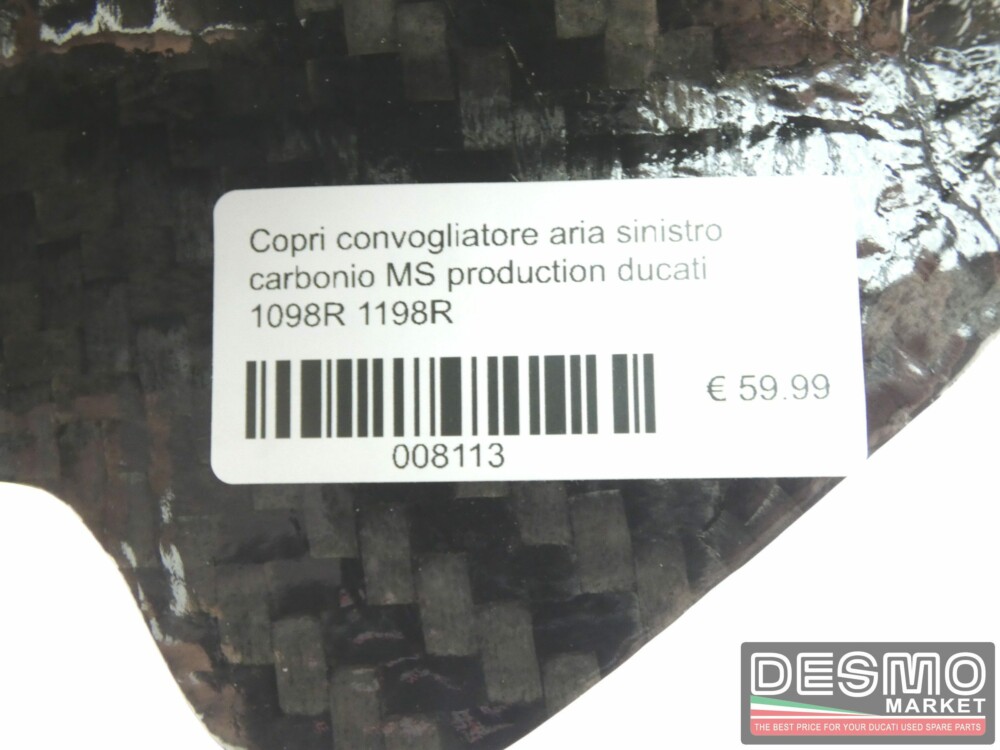 Copri convogliatore aria sinistro
carbonio MS production ducati
1098R 1198R
€ 59.99
008113
DESMO
MARKET
THE BEST PRICE FOR YOUR DUCATI USED SPARE PARTS